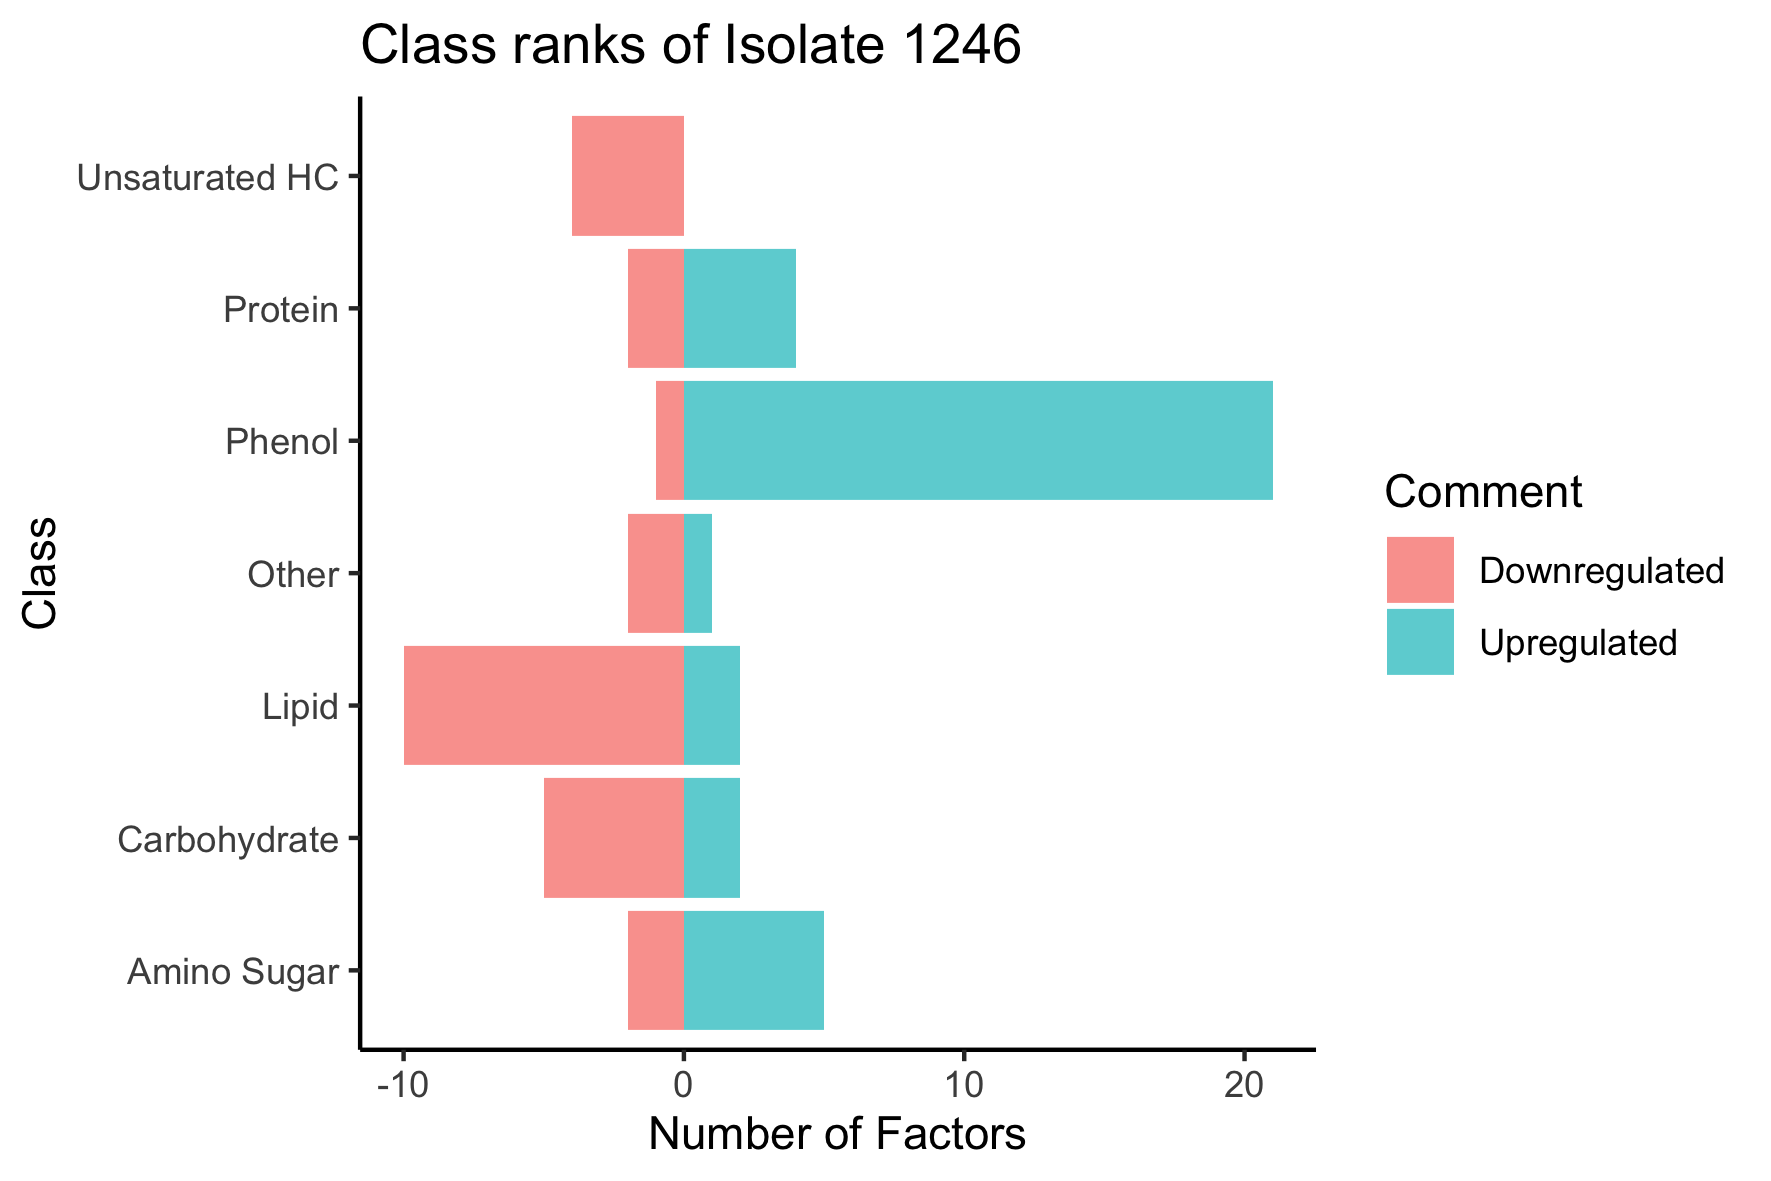 Class ranks of Isolate 1246
Unsaturated HC
Protein
Phenol
Other
Lipid
Carbohydrate
Amino Sugar
Class
-10 0 10 20
Number of Factors
Comment
Downregulated
Upregulated